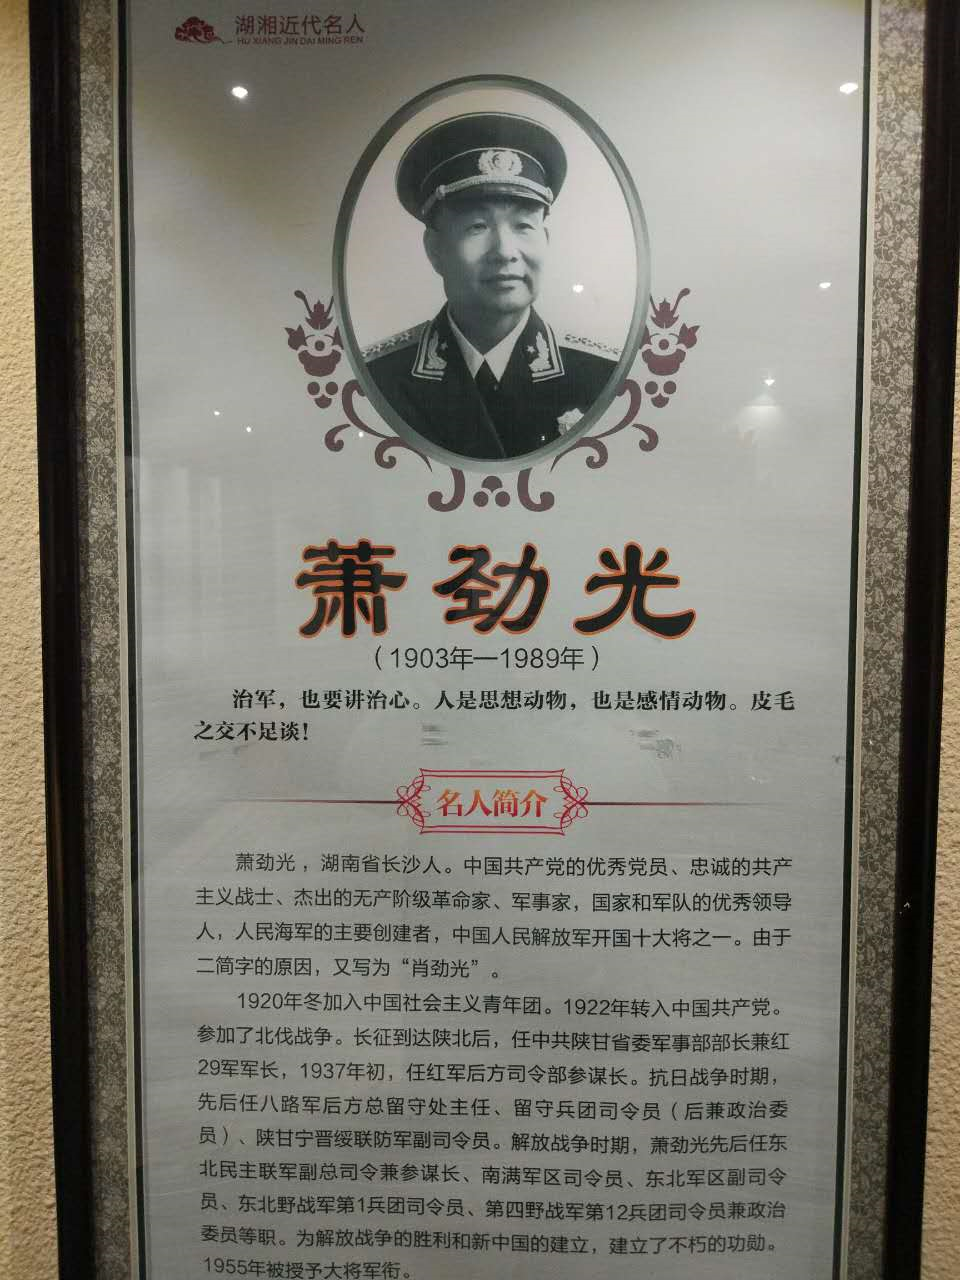 湖湘近代名人
HU XIANG JIN DAI MING REN
萧劲光
（1903年—1989年）
治军，也要讲治心。人是思想动物，也是感情动物。皮毛
之交不足谈！
名人简介
萧劲光，湖南省长沙人。中国共产党的优秀党员、忠诚的共产
主义战士、杰出的无产阶级革命家、军事家，国家和军队的优秀领导
人，人民海军的主要创建者，中国人民解放军开国十大将之一。由于
二简字的原因，又写为“肖劲光”。
1920年冬加入中国社会主义青年团。1922年转入中国共产党。
参加了北伐战争。长征到达陕北后，任中共陕甘省委军事部部长兼红
29军军长，1937年初，任红军后方司令部参谋长。抗日战争时期，
先后任八路军后方总留守处主任、留守兵团司令员（后兼政治委
员）、陕甘宁晋绥联防军副司令员。解放战争时期，萧劲光先后任东
北民主联军副总司令兼参谋长、南满军区司令员、东北军区副司令
员、东北野战军第1兵团司令员、第四野战军第12兵团司令员兼政治
委员等职。为解放战争的胜利和新中国的建立，建立了不朽的功勋。
1955年被授予大将军衔。